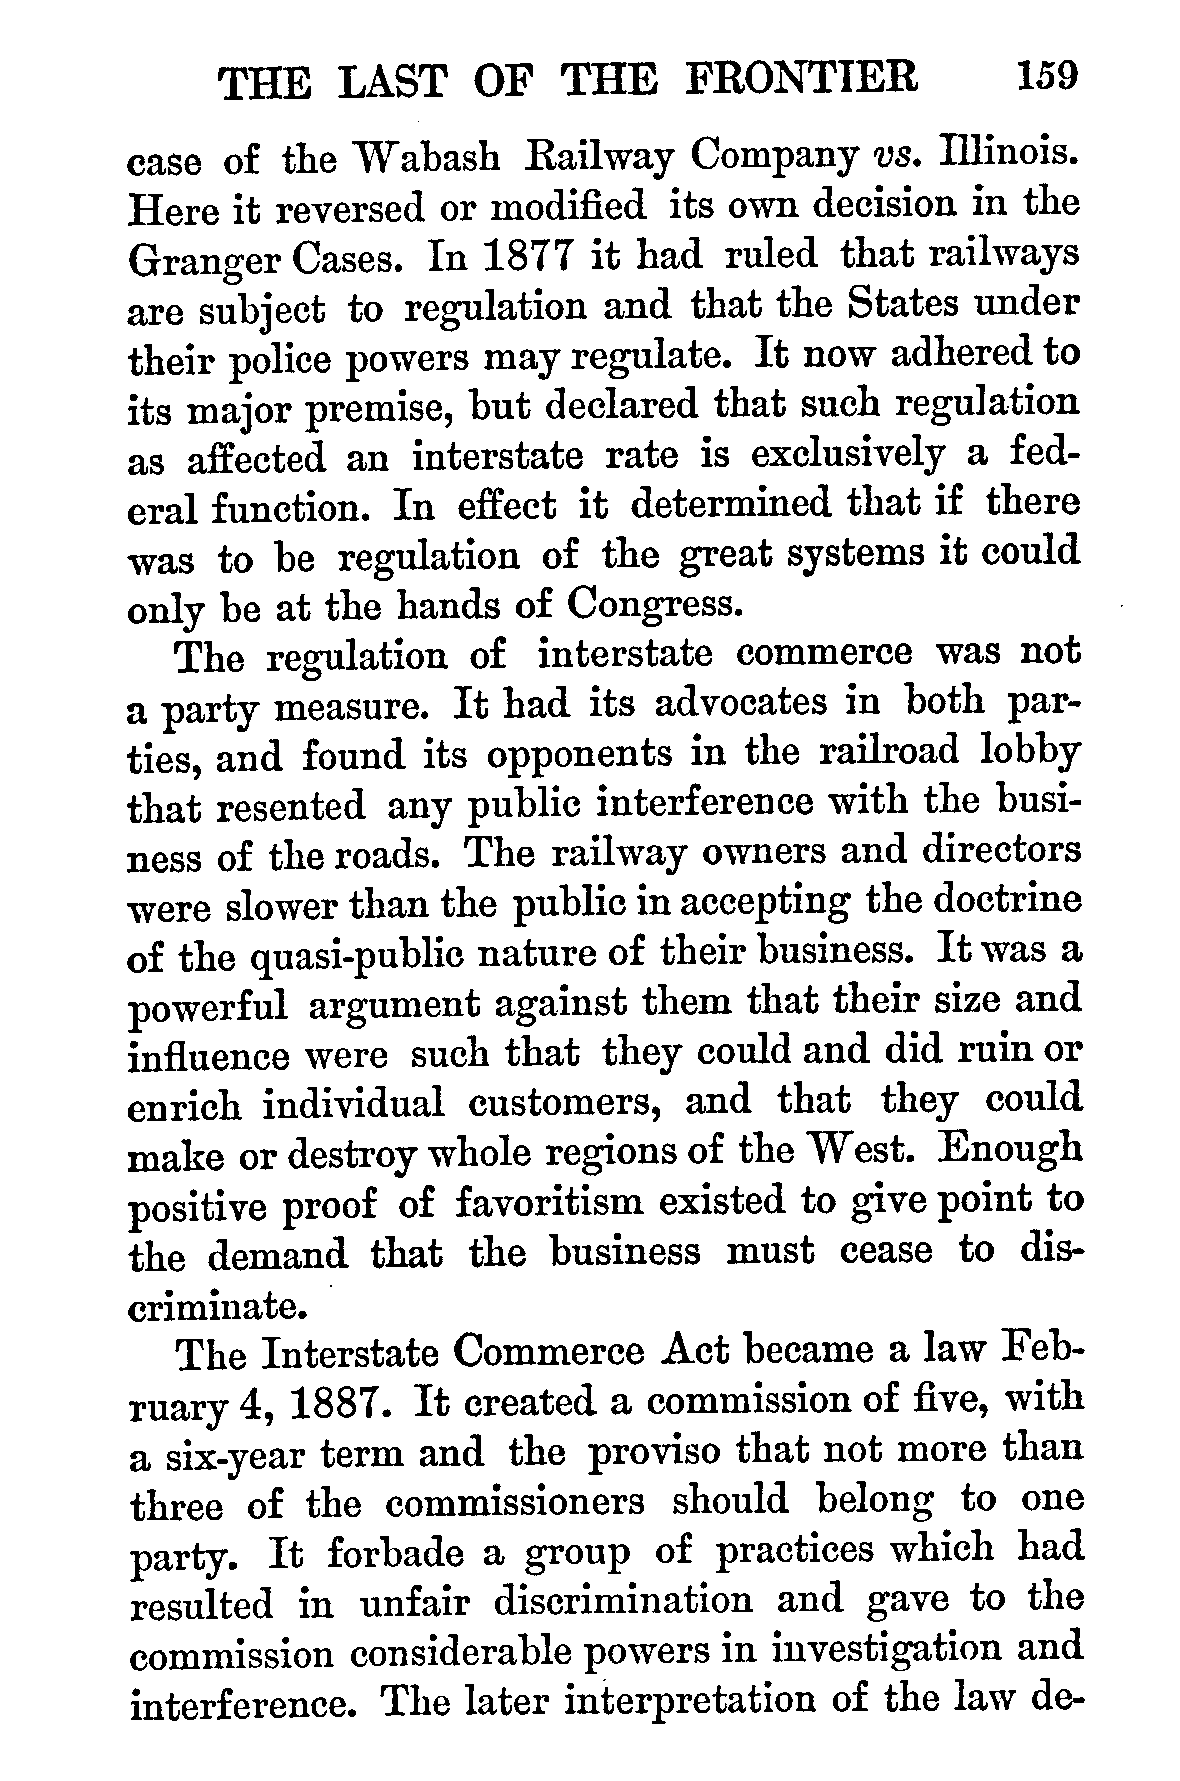 THE LAST OF THE FRONTIER 159
case of the Wabash Railway Company vs. Illinois.
Here it reversed or modified its own decision in the
Granger Cases. In 1877 it had ruled that railways
are subject to regulation and that the States under
their police powers may regulate. It now adhered to
its major premise, but declared that such regulation
as affected an interstate rate is exclusively a fed-
eral function. In effect it determined that if there
was to be regulation of the great systems it could
only be at the hands of Congress.
The regulation of interstate commerce was not
a party measure. It had its advocates in both par-
ties, and found its opponents in the railroad lobby
that resented any public interference with the busi-
ness of the roads. The railway owners and directors
were slower than the public in accepting the doctrine
of the quasi-public nature of their business. It was a
powerful argument against them that their size and
influence were such that they could and did ruin or
enrich individual customers, and that they could
make or destroy whole regions of the West. Enough
positive proof of favoritism existed to give point to
the demand that the business must cease to dis-
criminate.
The Interstate Commerce Act became a law Feb-
ruary 4, 1887. It created a commission of five, with
a six-year term and the proviso that not more than
three of the commissioners should belong to one
party. It forbade a group of practices which had
resulted in unfair discrimination and gave to the
commission considerable powers in investigation and
interference. The later interpretation of the law de-